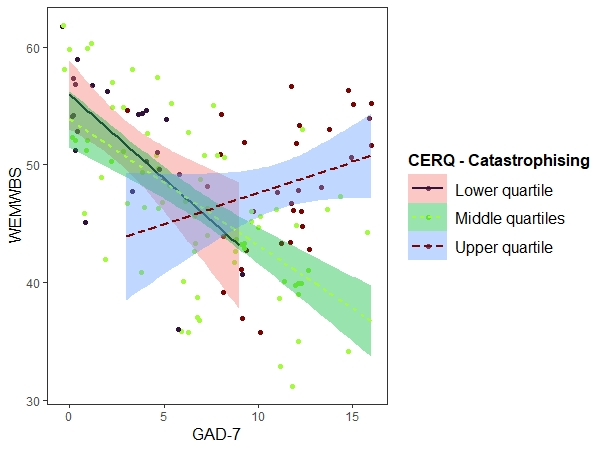 60
50
40
30
WEMWBS
0
5
10
15
GAD-7
CERQ - Catastrophising
Lower quartile
Middle quartiles
Upper quartile